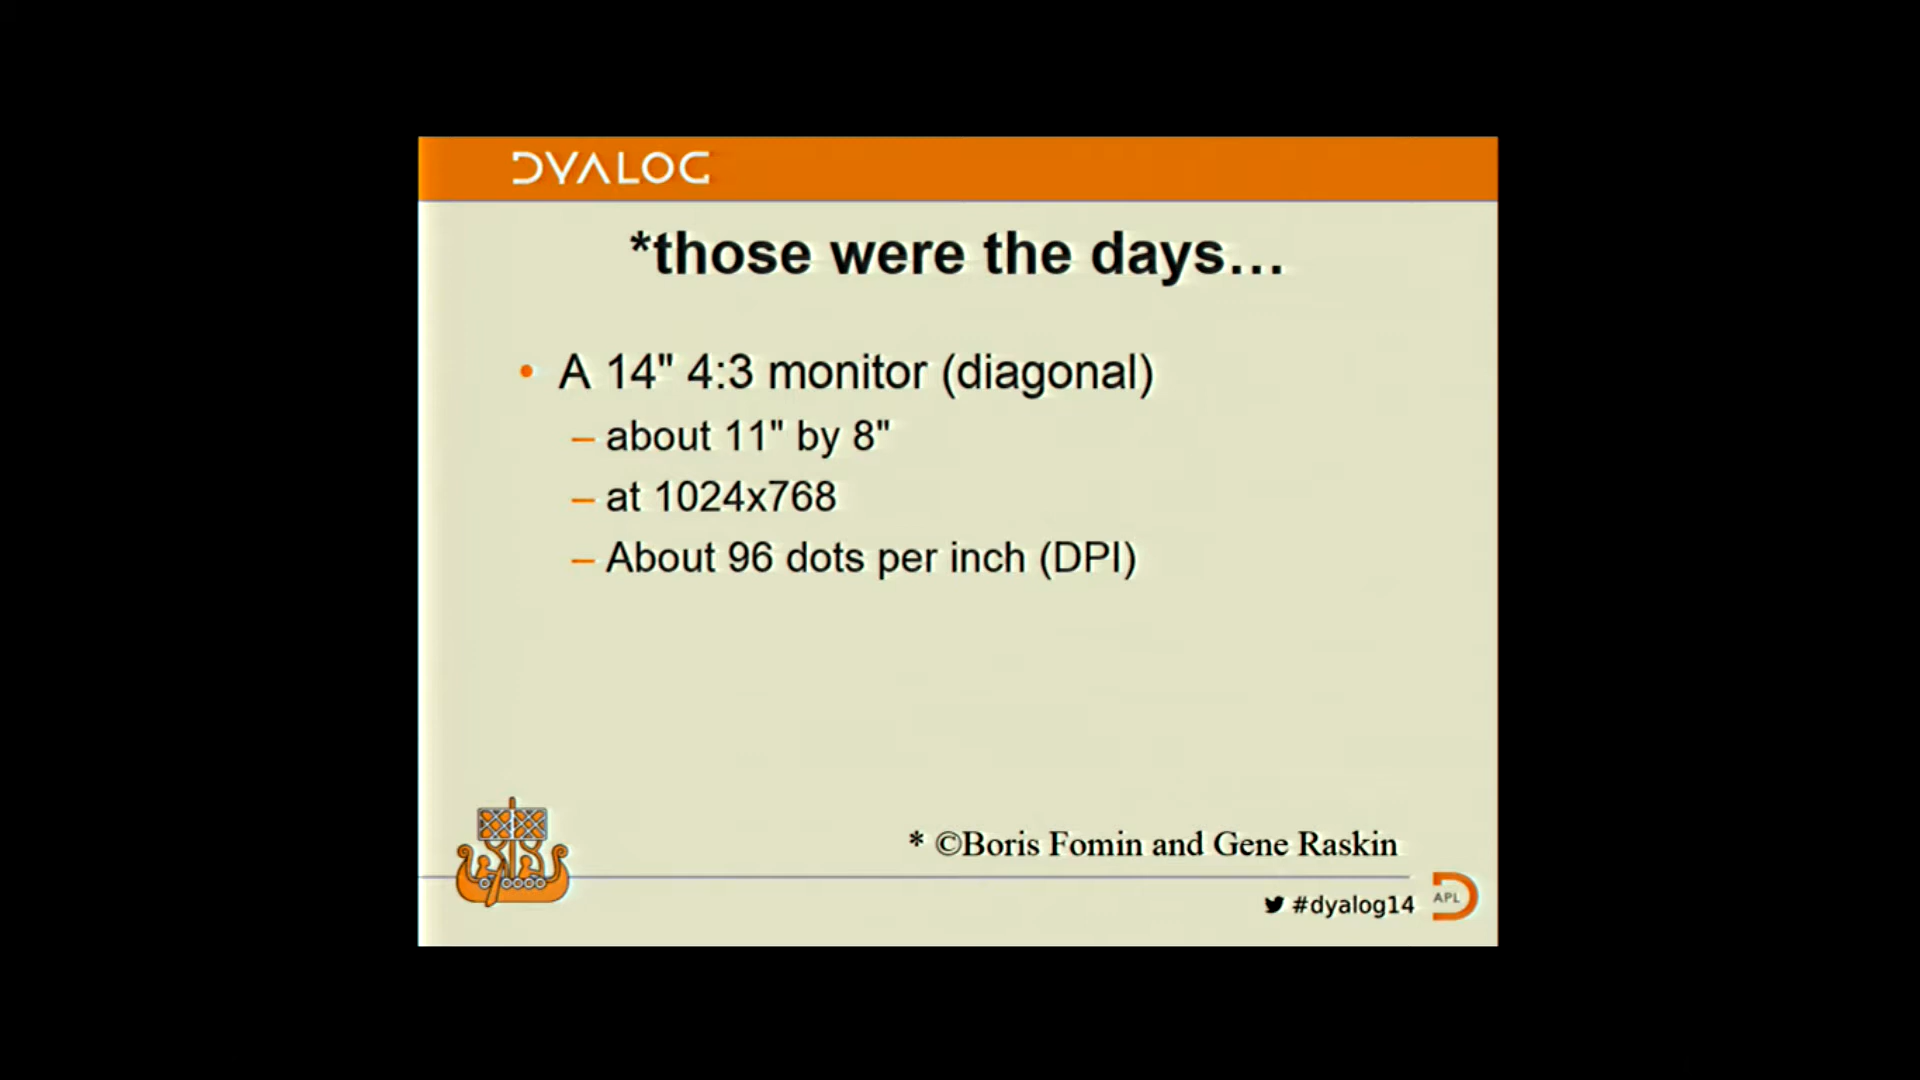 DYALOG
*those were the days…
• A 14" 4:3 monitor (diagonal)
– about 11" by 8"
– at 1024x768
– About 96 dots per inch (DPI)
* ©Boris Fomin and Gene Raskin
#dyalog14
APL